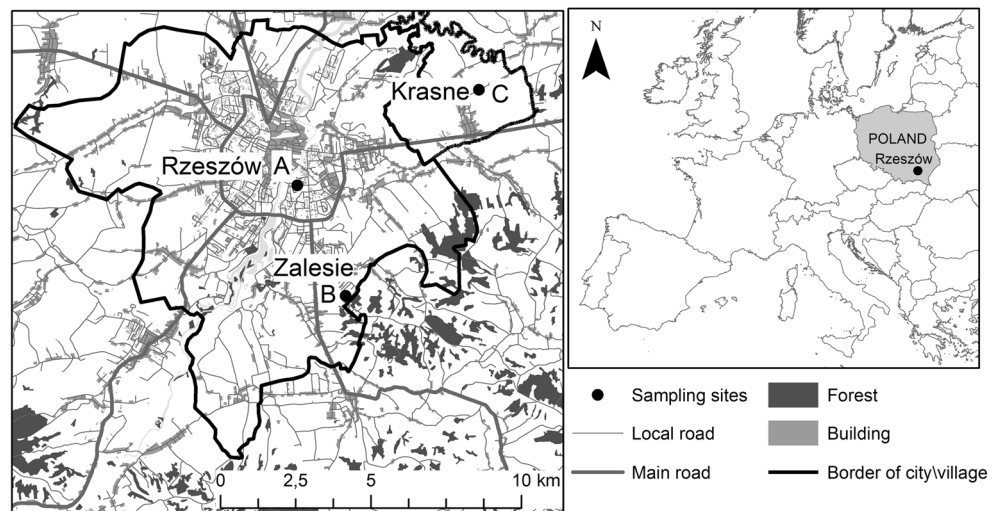 Krasne C
Rzeszów A
Zalesie
B
0 2,5 5 10 km
N
POLAND
Rzeszów
Sampling sites
Forest
Local road
Building
Main road
Border of city\village